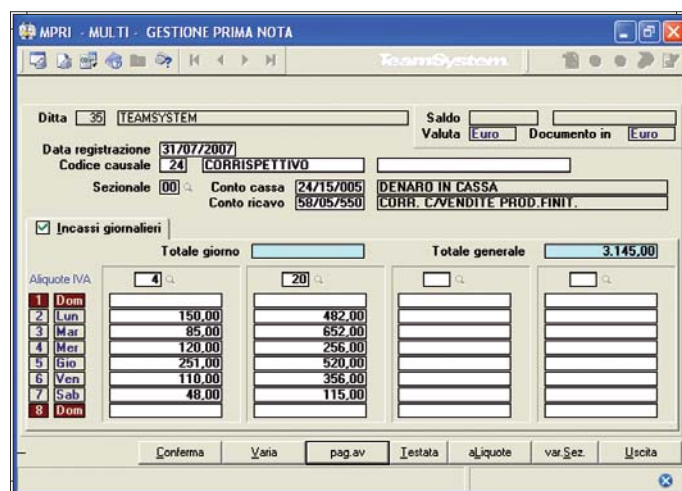 MPRI - MULTI - GESTIONE PRIMA NOTA
TeamSystem
Ditta 35 TEAMSYSTEM Saldo
Valuta Euro Documento in Euro
Data registrazione 31/07/2007
Codice causale 24 CORRISPETTIVO
Sezionale 00 Conto cassa 24/15/005 DENARO IN CASSA
Conto ricavo 58/05/550 CORR. C/VENDITE PROD.FINIT.
Incassi giornalieri
Totale giorno Totale generale 3.145,00
Aliquote IVA 4 20
1 Dom
2 Lun 150,00 482,00
3 Mar 85,00 652,00
4 Mer 120,00 256,00
5 Gio 251,00 520,00
6 Ven 110,00 356,00
7 Sab 48,00 115,00
8 Dom
Conferma Varia pag.av Testata aLiquote var.Sez. Uscita